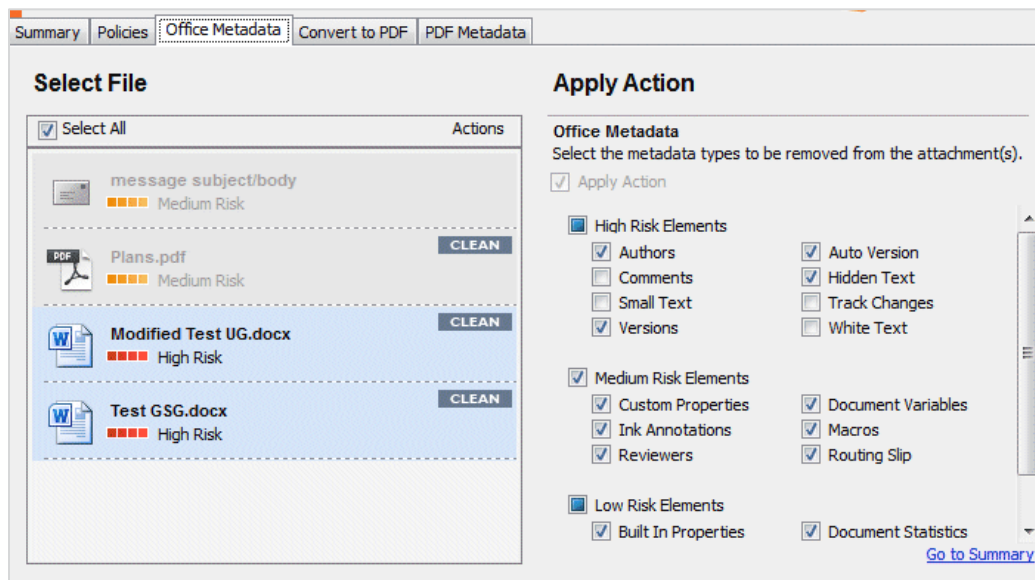 Summary Policies Office Metadata Convert to PDF PDF Metadata
Select File
Select All Actions
message subject/body
Medium Risk
CLEAN
PDF
Plans.pdf
Medium Risk
CLEAN
W
Modified Test UG.docx
High Risk
CLEAN
W
Test GSG.docx
High Risk
Apply Action
Office Metadata
Select the metadata types to be removed from the attachment(s).
Apply Action
High Risk Elements
Authors Auto Version
Comments Hidden Text
Small Text Track Changes
Versions White Text
Medium Risk Elements
Custom Properties Document Variables
Ink Annotations Macros
Reviewers Routing Slip
Low Risk Elements
Built In Properties Document Statistics
Go to Summary